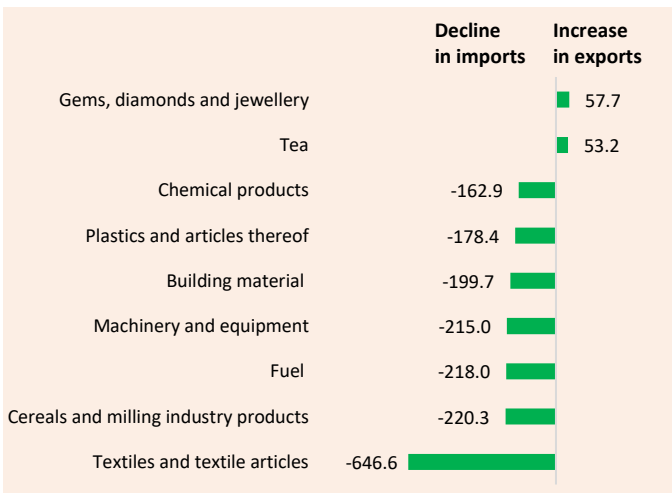 Decline Increase
in imports in exports
Gems, diamonds and jewellery 57.7
Tea 53.2
Chemical products -162.9
Plastics and articles thereof -178.4
Building material -199.7
Machinery and equipment -215.0
Fuel -218.0
Cereals and milling industry products -220.3
Textiles and textile articles -646.6